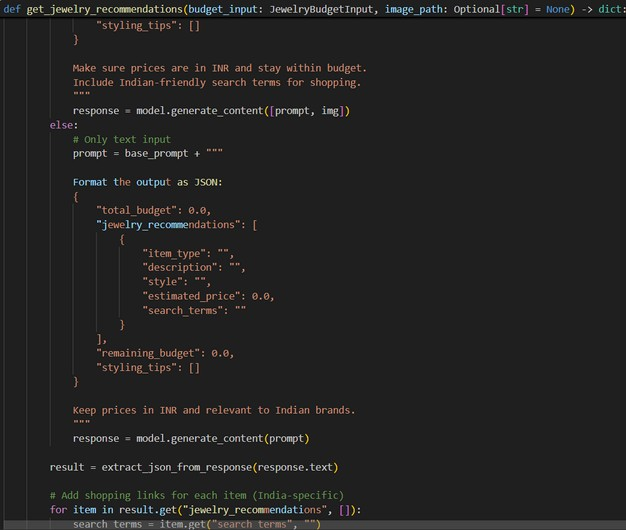 def get_jewelry_recommendations(budget_input: JewelryBudgetInput, image_path: Optional[str] = None) -> dict:
"styling_tips": []
}
Make sure prices are in INR and stay within budget.
Include Indian-friendly search terms for shopping.
"""
response = model.generate_content([prompt, img])
else:
# Only text input
prompt = base_prompt + """
Format the output as JSON:
{
"total_budget": 0.0,
"jewelry_recommendations": [
{
"item_type": "",
"description": "",
"style": "",
"estimated_price": 0.0,
"search_terms": ""
}
],
"remaining_budget": 0.0,
"styling_tips": []
}
Keep prices in INR and relevant to Indian brands.
"""
response = model.generate_content(prompt)
result = extract_json_from_response(response.text)
# Add shopping links for each item (India-specific)
for item in result.get("jewelry_recommendations", []):
search_terms = item.get("search_terms", "")